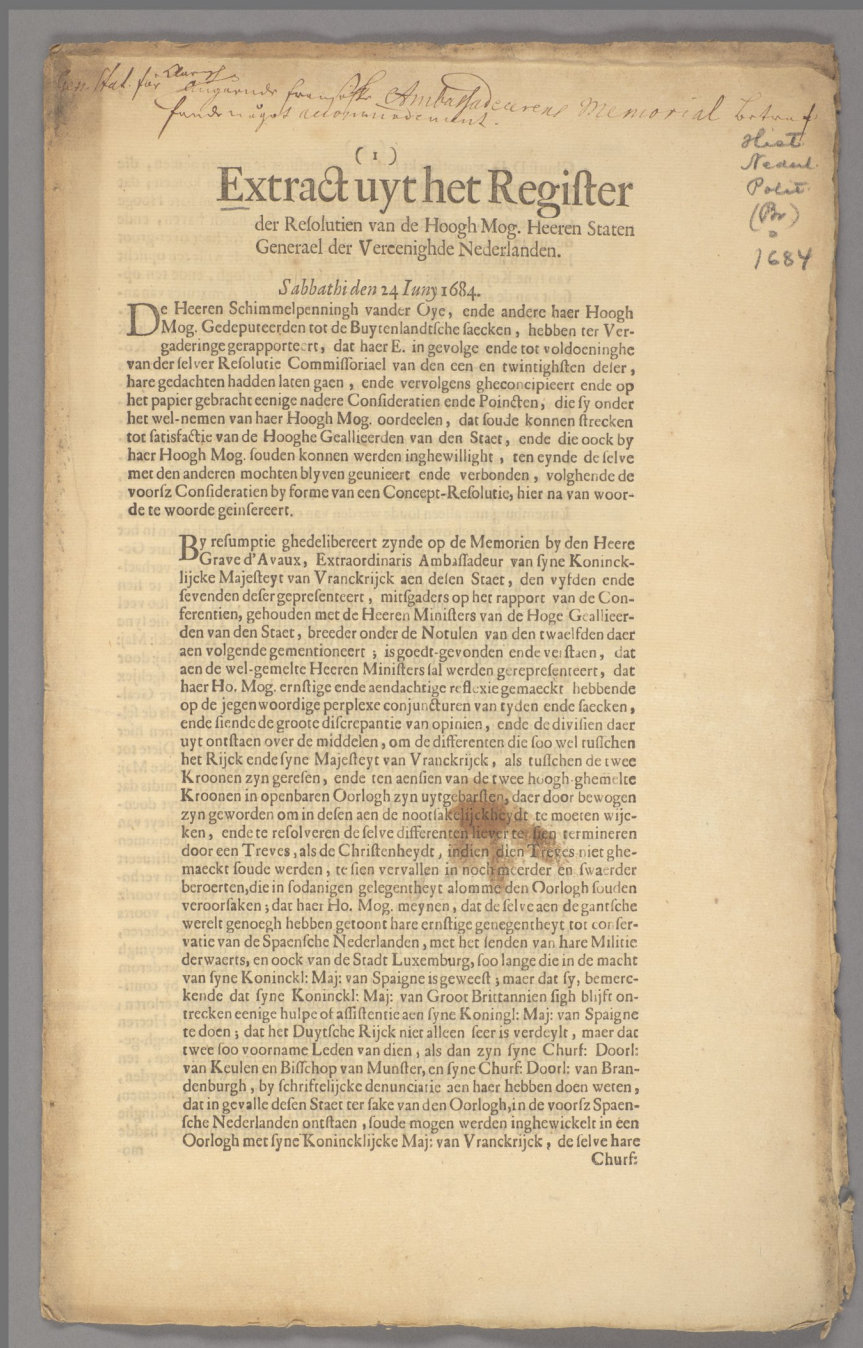 Gen. Stat. för
angående fransyske Ambassadeurens Memorial betref
fande något accommodement.
Hist.
Nederl.
Polit.
(Br.)
1684
(1)
Extract uyt het Regiſter
der Reſolutien van de Hoogh Mog. Heeren Staten
Generael der Vereenighde Nederlanden.
Sabbathi den 24 Iuny 1684.
De Heeren Schimmelpenningh vander Oye, ende andere haer Hoogh
Mog. Gedeputeerden tot de Buytenlandtſche ſaecken, hebben ter Ver-
gaderinge gerapporteert, dat haer E. in gevolge ende tot voldoeninghe
van der ſelver Reſolutie Commiſſoriael van den een en twintighſten deſer,
hare gedachten hadden laten gaen, ende vervolgens gheconcipieert ende op
het papier gebracht eenige nadere Conſideratien ende Poincten, die ſy onder
het wel-nemen van haer Hoogh Mog. oordeelen, dat ſoude konnen ſtrecken
tot ſatisfactie van de Hooghe Geallieerden van den Staet, ende die oock by
haer Hoogh Mog. ſouden konnen werden inghewillight, ten eynde de ſelve
met den anderen mochten blyven geunieert ende verbonden, volghende de
voorſz Conſideratien by forme van een Concept-Reſolutie, hier na van woor-
de te woorde geinſereert.
By reſumptie ghedelibereert zynde op de Memorien by den Heere
Grave d'Avaux, Extraordinaris Ambaſſadeur van ſyne Koninck-
lijcke Majeſteyt van Vranckrijck aen deſen Staet, den vyfden ende
ſevenden deſer gepreſenteert, mitſgaders op het rapport van de Con-
ferentien, gehouden met de Heeren Miniſters van de Hoge Geallieer-
den van den Staet, breeder onder de Notulen van den twaelfden daer
aen volgende gementioneert; is goedt-gevonden ende verſtaen, dat
aen de wel-gemelte Heeren Miniſters ſal werden gerepreſenteert, dat
haer Ho. Mog. ernſtige ende aendachtige reflexie gemaeckt hebbende
op de jegenwoordige perplexe conjuncturen van tyden ende ſaecken,
ende ſiende de groote diſcrepantie van opinien, ende de diviſien daer
uyt ontſtaen over de middelen, om de differenten die ſoo wel tuſſchen
het Rijck ende ſyne Majeſteyt van Vranckrijck, als tuſſchen de twee
Kroonen zyn gereſen, ende ten aenſien van de twee hoogh-ghemelte
Kroonen in openbaren Oorlogh zyn uytgebarſten, daer door bewogen
zyn geworden om in deſen aen de nootſakelijckheydt te moeten wijc-
ken, ende te reſolveren de ſelve differenten liever te ſien termineren
door een Treves, als de Chriſtenheydt, indien dien Treves niet ghe-
maeckt ſoude werden, te ſien vervallen in noch meerder en ſwaerder
beroerten, die in ſodanigen gelegentheyt alomme den Oorlogh ſouden
veroorſaken; dat haer Ho. Mog. meynen, dat de ſelve aen de gantſche
werelt genoegh hebben getoont hare ernſtige genegentheyt tot conſer-
vatie van de Spaenſche Nederlanden, met het ſenden van hare Militie
derwaerts, en oock van de Stadt Luxemburg, ſoo lange die in de macht
van ſyne Koninckl: Maj: van Spaigne is geweeſt; maer dat ſy, bemerc-
kende dat ſyne Koninckl: Maj: van Groot Brittannien ſigh blijft on-
trecken eenige hulpe of aſſiſtentie aen ſyne Koningl: Maj: van Spaigne
te doen; dat het Duytſche Rijck niet alleen ſeer is verdeylt, maer dat
twee ſoo voorname Leden van dien, als dan zyn ſyne Churf: Doorl:
van Keulen en Biſſchop van Munſter, en ſyne Churf: Doorl: van Bran-
denburgh, by ſchriftelijcke denunciatie aen haer hebben doen weten,
dat in gevalle deſen Staet ter ſake van den Oorlogh, in de voorſz Spaen-
ſche Nederlanden ontſtaen, ſoude mogen werden inghewickelt in een
Oorlogh met ſyne Konincklijcke Maj: van Vranckrijck, de ſelve hare
Churf: